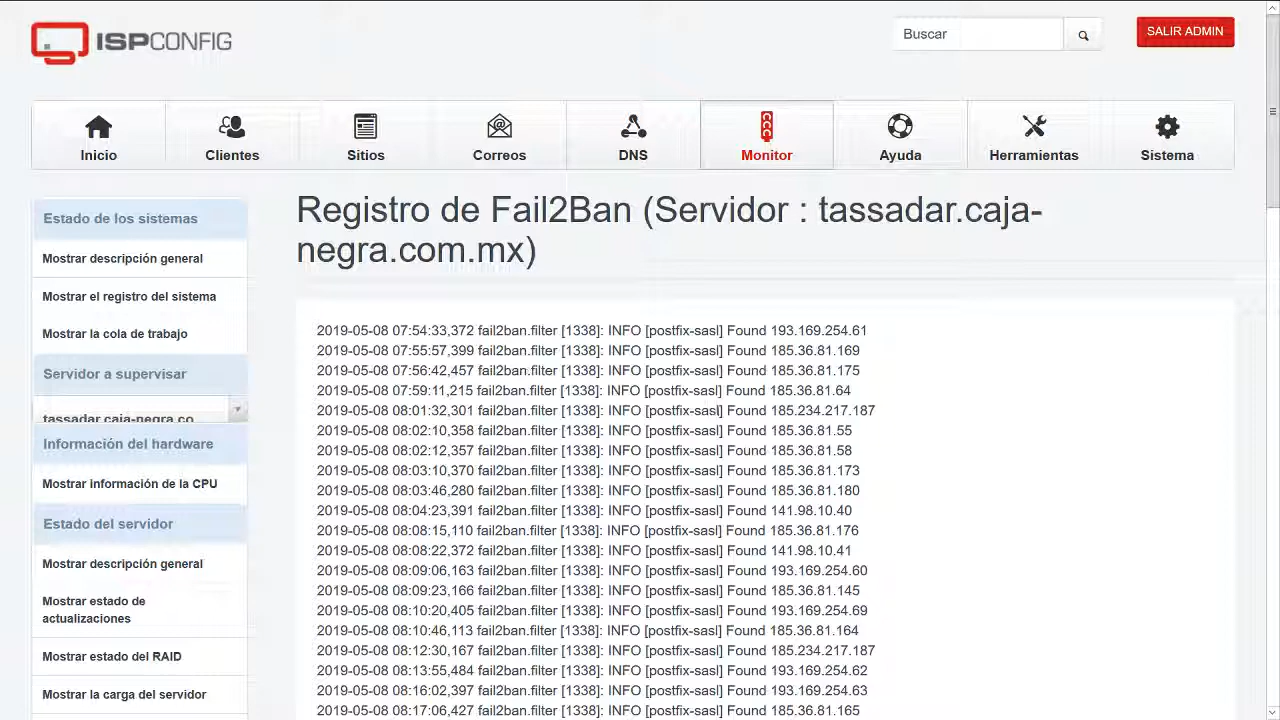 ISPCONFIG
Buscar
SALIR ADMIN
Inicio
Clientes
Sitios
Correos
DNS
Monitor
Ayuda
Herramientas
Sistema
Estado de los sistemas
Mostrar descripción general
Mostrar el registro del sistema
Mostrar la cola de trabajo
Servidor a supervisar
tassadar.caja-negra.co
Información del hardware
Mostrar información de la CPU
Estado del servidor
Mostrar descripción general
Mostrar estado de
actualizaciones
Mostrar estado del RAID
Mostrar la carga del servidor
Registro de Fail2Ban (Servidor : tassadar.caja-
negra.com.mx)
2019-05-08 07:54:33,372 fail2ban.filter [1338]: INFO [postfix-sasl] Found 193.169.254.61
2019-05-08 07:55:57,399 fail2ban.filter [1338]: INFO [postfix-sasl] Found 185.36.81.169
2019-05-08 07:56:42,457 fail2ban.filter [1338]: INFO [postfix-sasl] Found 185.36.81.175
2019-05-08 07:59:11,215 fail2ban.filter [1338]: INFO [postfix-sasl] Found 185.36.81.64
2019-05-08 08:01:32,301 fail2ban.filter [1338]: INFO [postfix-sasl] Found 185.234.217.187
2019-05-08 08:02:10,358 fail2ban.filter [1338]: INFO [postfix-sasl] Found 185.36.81.55
2019-05-08 08:02:12,357 fail2ban.filter [1338]: INFO [postfix-sasl] Found 185.36.81.58
2019-05-08 08:03:10,370 fail2ban.filter [1338]: INFO [postfix-sasl] Found 185.36.81.173
2019-05-08 08:03:46,280 fail2ban.filter [1338]: INFO [postfix-sasl] Found 185.36.81.180
2019-05-08 08:04:23,391 fail2ban.filter [1338]: INFO [postfix-sasl] Found 141.98.10.40
2019-05-08 08:08:15,110 fail2ban.filter [1338]: INFO [postfix-sasl] Found 185.36.81.176
2019-05-08 08:08:22,372 fail2ban.filter [1338]: INFO [postfix-sasl] Found 141.98.10.41
2019-05-08 08:09:06,163 fail2ban.filter [1338]: INFO [postfix-sasl] Found 193.169.254.60
2019-05-08 08:09:23,166 fail2ban.filter [1338]: INFO [postfix-sasl] Found 185.36.81.145
2019-05-08 08:10:20,405 fail2ban.filter [1338]: INFO [postfix-sasl] Found 193.169.254.69
2019-05-08 08:10:46,113 fail2ban.filter [1338]: INFO [postfix-sasl] Found 185.36.81.164
2019-05-08 08:12:30,167 fail2ban.filter [1338]: INFO [postfix-sasl] Found 185.234.217.187
2019-05-08 08:13:55,484 fail2ban.filter [1338]: INFO [postfix-sasl] Found 193.169.254.62
2019-05-08 08:16:02,397 fail2ban.filter [1338]: INFO [postfix-sasl] Found 193.169.254.63
2019-05-08 08:17:06,427 fail2ban.filter [1338]: INFO [postfix-sasl] Found 185.36.81.165